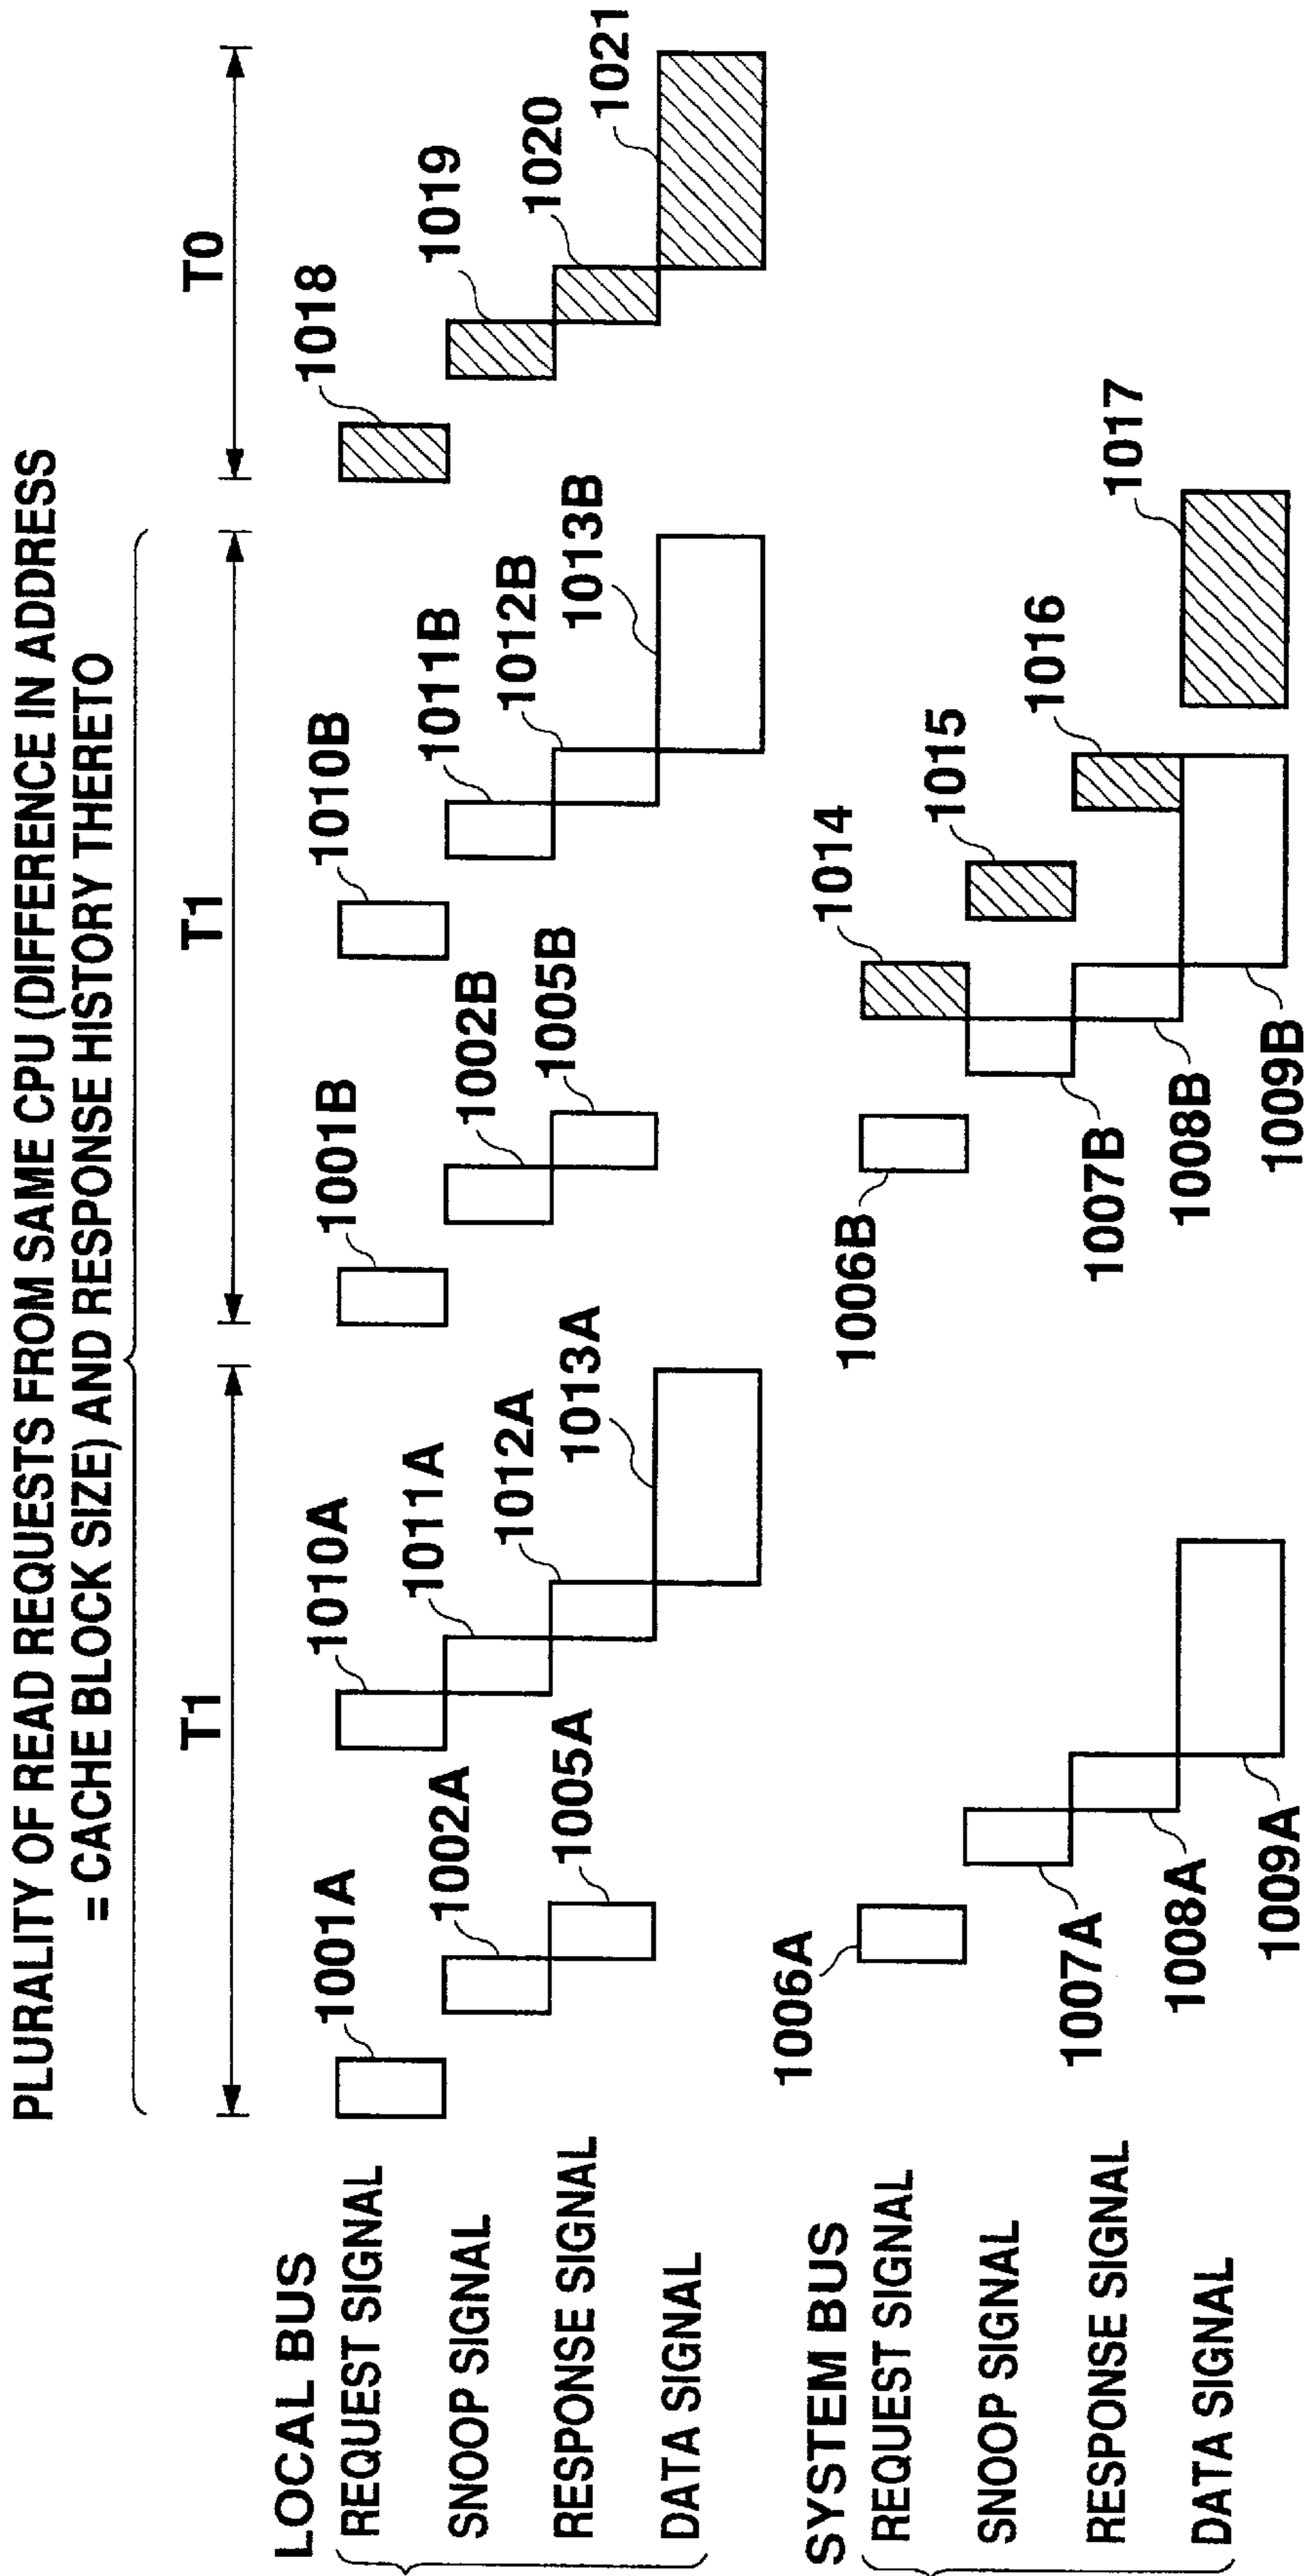 PLURALITY OF READ REQUESTS FROM SAME CPU (DIFFERENCE IN ADDRESS
= CACHE BLOCK SIZE) AND RESPONSE HISTORY THERETO
T1
T1
T0
LOCAL BUS
REQUEST SIGNAL
1001A
1010A
1001B
1010B
1018
SNOOP SIGNAL
1002A
1011A
1002B
1011B
1019
RESPONSE SIGNAL
1005A
1012A
1005B
1012B
1020
DATA SIGNAL
1013A
1013B
1021
SYSTEM BUS
REQUEST SIGNAL
1006A
1006B
1014
SNOOP SIGNAL
1007A
1007B
1015
RESPONSE SIGNAL
1008A
1008B
1016
DATA SIGNAL
1009A
1009B
1017